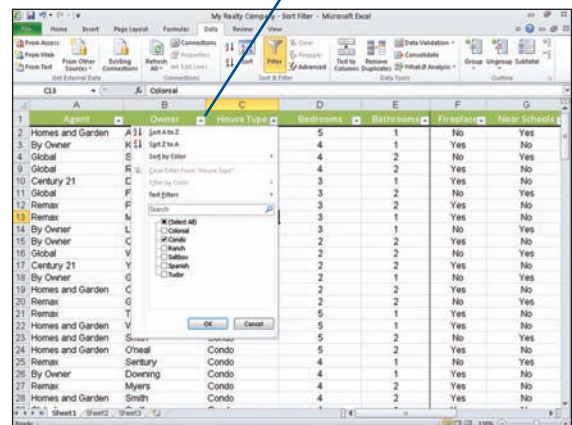 My Realty Company - Sort Filter - Microsoft Excel
File Home Insert Page Layout Formulas Data Review View
From Access
From Web
From Text
From Other Sources
Existing Connections
Refresh All
Connections
Properties
Edit Links
Sort
Filter
Clear
Reapply
Advanced
Text to Columns
Remove Duplicates
Data Validation
Consolidate
What-If Analysis
Group Ungroup Subtotal
Get External Data Connections Sort & Filter Data Tools Outline
C13 fx Colonial
A B C D E F G
1 Agent Owner House Type Bedrooms Bathrooms Fireplace Near Schools
2 Homes and Garden 5 1 No Yes
3 By Owner 4 1 Yes No
4 Global 4 2 No Yes
9 Global 4 2 Yes No
10 Century 21 3 1 Yes No
11 Global 3 2 No Yes
12 Remax 3 2 Yes No
13 Remax 3 1 No Yes
14 By Owner 3 1 No Yes
15 By Owner 2 2 Yes No
16 Global 2 2 No Yes
17 Century 21 2 2 Yes No
18 By Owner 2 1 Yes No
19 Homes and Garden 2 2 Yes No
20 Remax 2 2 No Yes
21 Remax 5 1 No Yes
22 Homes and Garden 5 1 Yes No
23 Homes and Garden Smith Condo 5 2 No Yes
24 Homes and Garden O'neal Condo 5 2 Yes No
25 Remax Sentury Condo 4 1 No Yes
26 By Owner Downing Condo 4 1 Yes No
27 Remax Myers Condo 4 2 Yes No
28 Homes and Garden Smith Condo 4 2 Yes No
Sort A to Z
Sort Z to A
Sort by Color
Clear Filter From "House Type"
Filter by Color
Text Filters
Search
(Select All)
Colonial
Condo
Ranch
Saltbox
Spanish
Tudor
OK Cancel
Sheet1 Sheet2 Sheet3
Ready